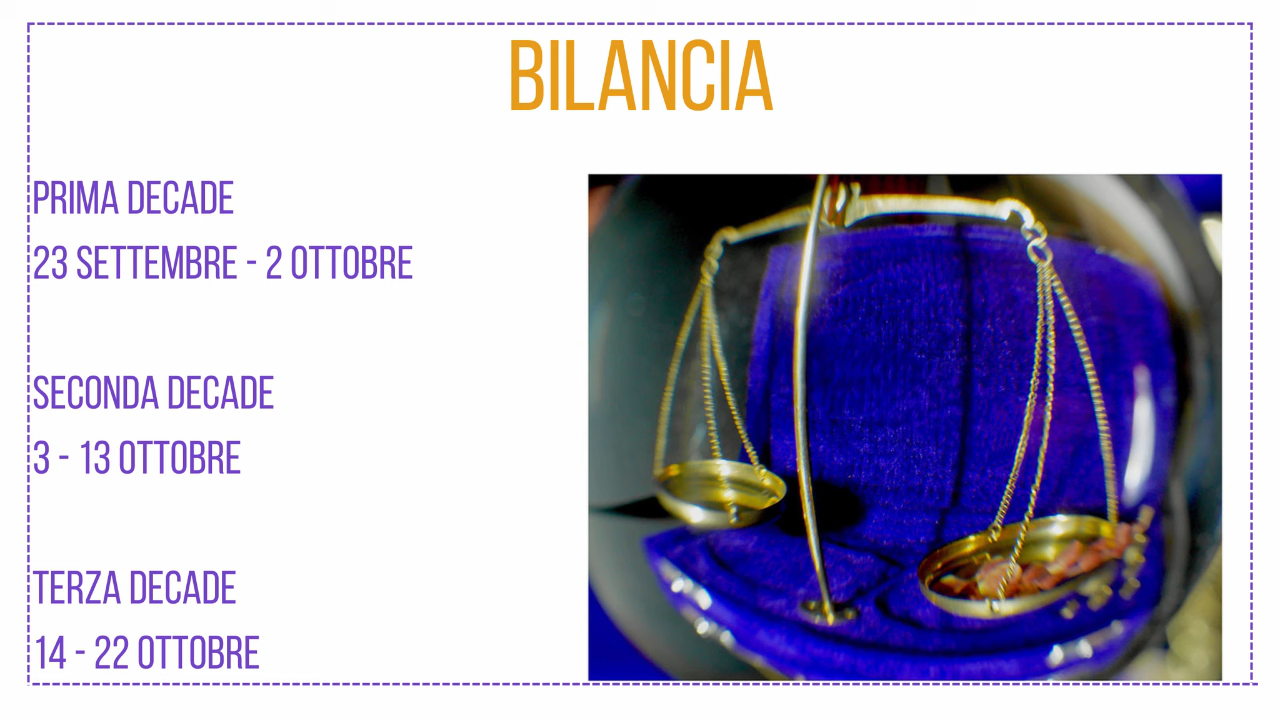 BILANCIA
PRIMA DECADE
23 SETTEMBRE - 2 OTTOBRE
SECONDA DECADE
3 - 13 OTTOBRE
TERZA DECADE
14 - 22 OTTOBRE